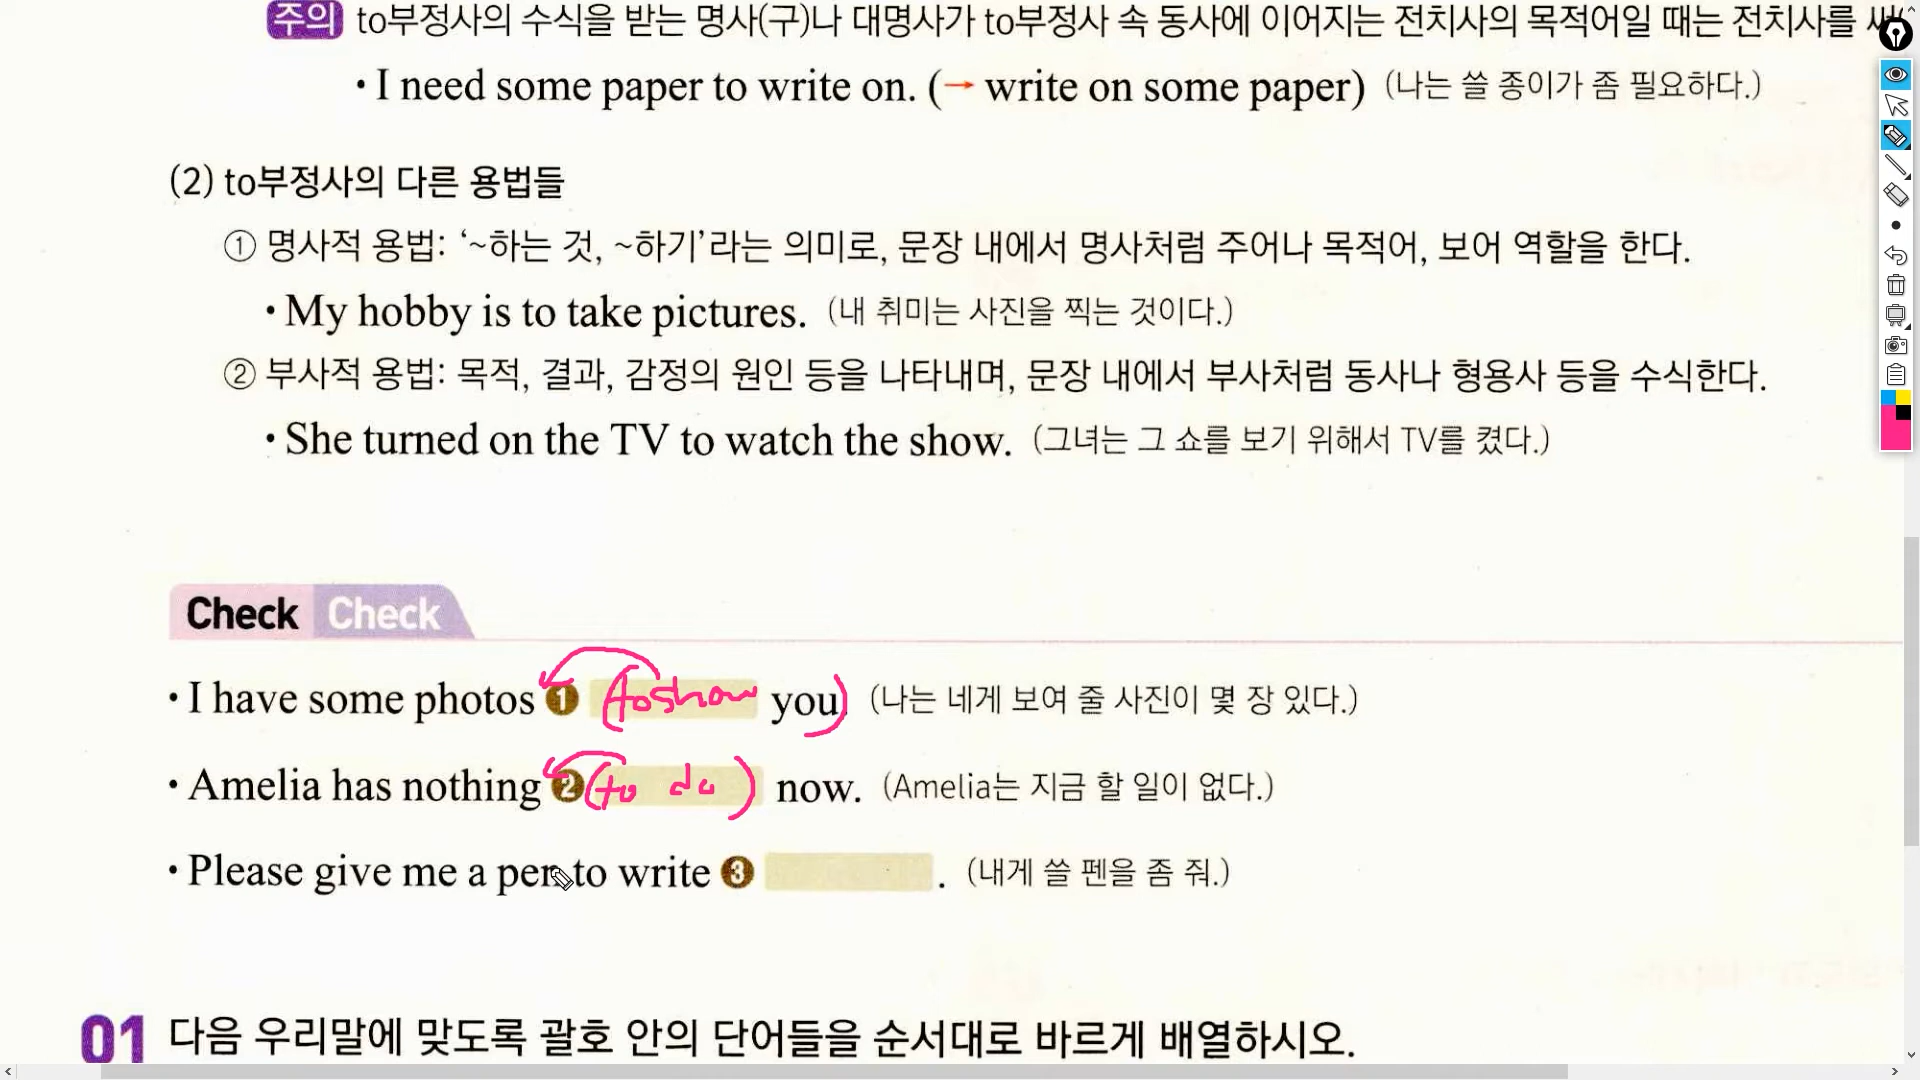 주의 to부정사의 수식을 받는 명사(구)나 대명사가 to부정사 속 동사에 이어지는 전치사의 목적어일 때는 전치사를
• I need some paper to write on. (→ write on some paper) (나는 쓸 종이가 좀 필요하다.)
(2) to부정사의 다른 용법들
① 명사적 용법: ‘~하는 것, ~하기’라는 의미로, 문장 내에서 명사처럼 주어나 목적어, 보어 역할을 한다.
• My hobby is to take pictures. (내 취미는 사진을 찍는 것이다.)
② 부사적 용법: 목적, 결과, 감정의 원인 등을 나타내며, 문장 내에서 부사처럼 동사나 형용사 등을 수식한다.
• She turned on the TV to watch the show. (그녀는 그 쇼를 보기 위해서 TV를 켰다.)
Check Check
• I have some photos ❶ (to show you) (나는 네게 보여 줄 사진이 몇 장 있다.)
• Amelia has nothing ❷ (to do) now. (Amelia는 지금 할 일이 없다.)
• Please give me a pen to write ❸ . (내게 쓸 펜을 좀 줘.)
01 다음 우리말에 맞도록 괄호 안의 단어들을 순서대로 바르게 배열하시오.